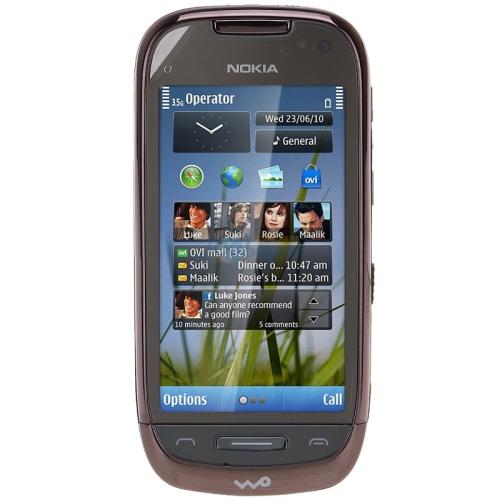 C7
NOKIA
3.5G Operator
Wed 23/06/10
General
ovi
Luke Suki Rosie Maalik
ovi OVI mail (32)
Suki Dinner o... 10:47 am
Maalik Rosie's b... 11:20 am
f Luke Jones
Can anyone recommend
a good film?
10 minutes ago 5 comments
Options Call